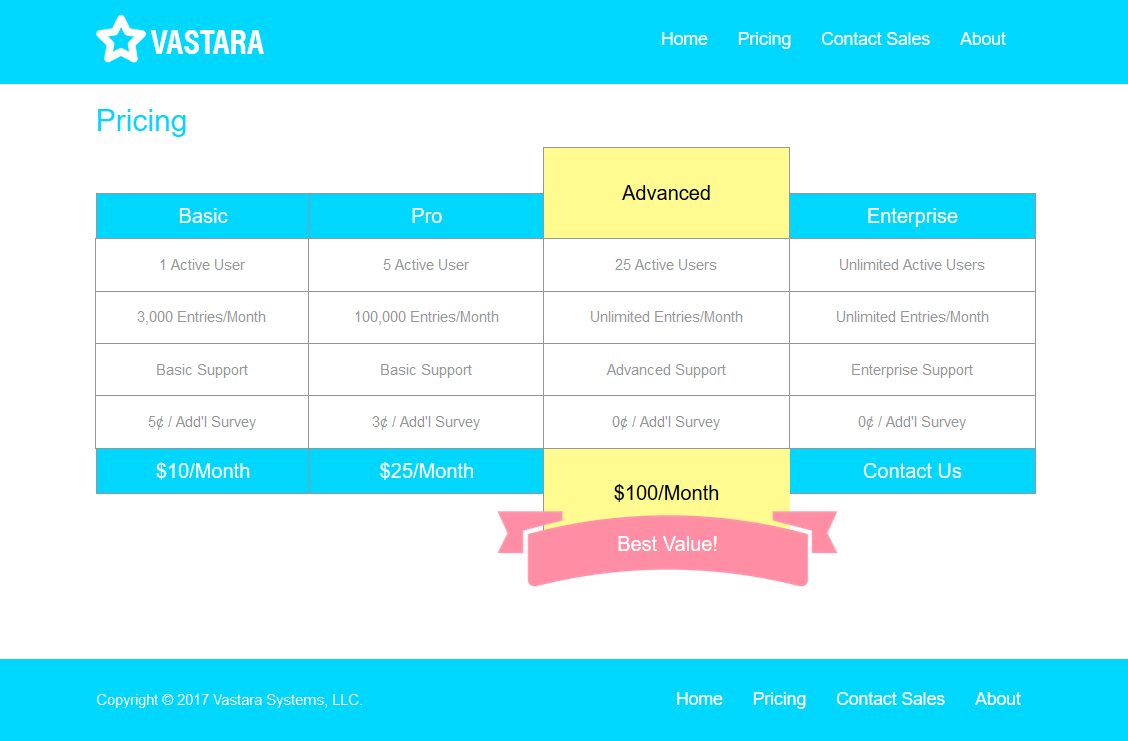 VASTARA
Home Pricing Contact Sales About
Pricing
Basic Pro Advanced Enterprise
1 Active User 5 Active User 25 Active Users Unlimited Active Users
3,000 Entries/Month 100,000 Entries/Month Unlimited Entries/Month Unlimited Entries/Month
Basic Support Basic Support Advanced Support Enterprise Support
5¢ / Add'l Survey 3¢ / Add'l Survey 0¢ / Add'l Survey 0¢ / Add'l Survey
$10/Month $25/Month $100/Month Contact Us
Best Value!
Copyright © 2017 Vastara Systems, LLC. Home Pricing Contact Sales About